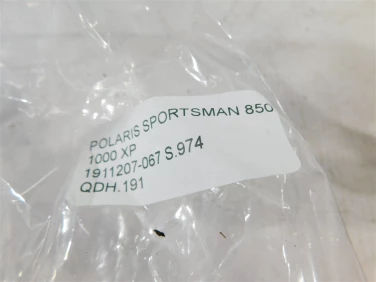 POLARIS SPORTSMAN 850
1000 XP
1911207-067 S.974
QDH.191